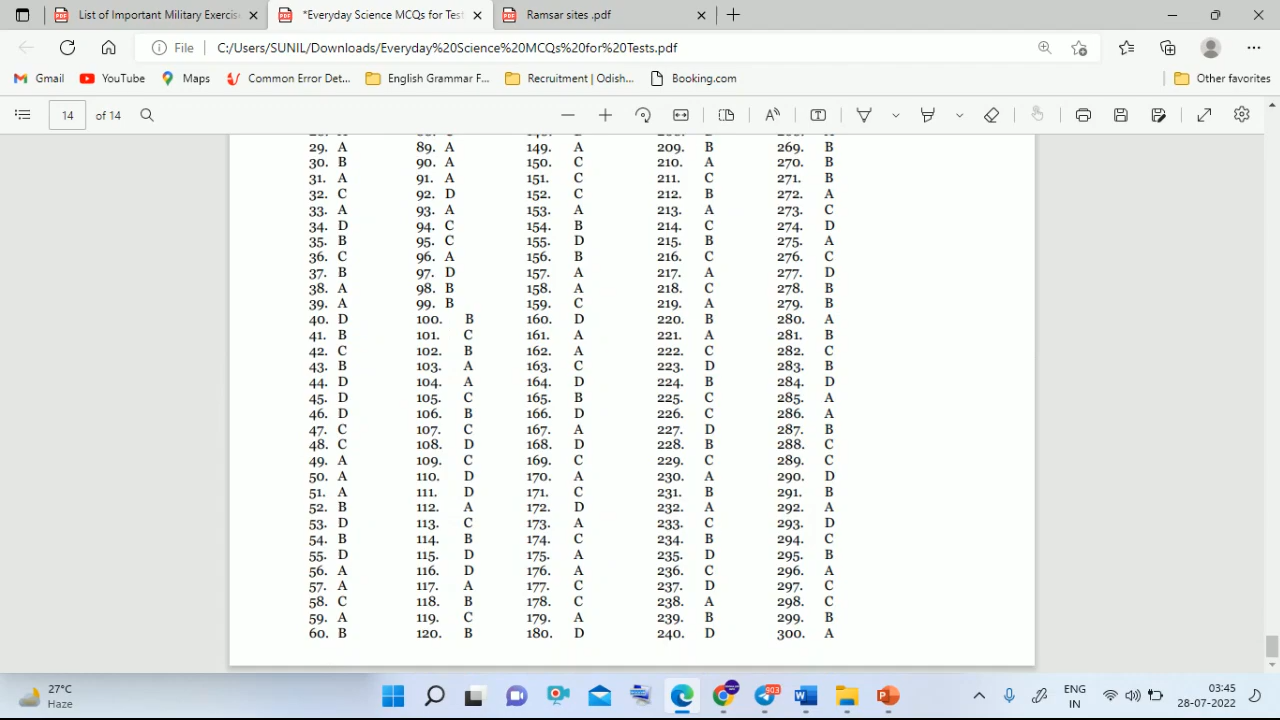 List of Important Military Exercis
*Everyday Science MCQs for Test
Ramsar sites .pdf
File
C:/Users/SUNIL/Downloads/Everyday%20Science%20MCQs%20for%20Tests.pdf
Gmail YouTube Maps Common Error Det... English Grammar F... Recruitment | Odish... Booking.com Other favorites
14 of 14
29. A 89. A 149. A 209. B 269. B
30. B 90. A 150. C 210. A 270. B
31. A 91. A 151. C 211. C 271. B
32. C 92. D 152. C 212. B 272. A
33. A 93. A 153. A 213. A 273. C
34. D 94. C 154. B 214. C 274. D
35. B 95. C 155. D 215. B 275. A
36. C 96. A 156. B 216. C 276. C
37. B 97. D 157. A 217. A 277. D
38. A 98. B 158. A 218. C 278. B
39. A 99. B 159. C 219. A 279. B
40. D 100. B 160. D 220. B 280. A
41. B 101. C 161. A 221. A 281. B
42. C 102. B 162. A 222. C 282. C
43. B 103. A 163. C 223. D 283. B
44. D 104. A 164. D 224. B 284. D
45. D 105. C 165. B 225. C 285. A
46. D 106. B 166. D 226. C 286. A
47. C 107. C 167. A 227. D 287. B
48. C 108. D 168. D 228. B 288. C
49. A 109. C 169. C 229. C 289. C
50. A 110. D 170. A 230. A 290. D
51. A 111. D 171. C 231. B 291. B
52. B 112. A 172. D 232. A 292. A
53. D 113. C 173. A 233. C 293. D
54. B 114. B 174. C 234. B 294. C
55. D 115. D 175. A 235. D 295. B
56. A 116. D 176. A 236. C 296. A
57. A 117. A 177. C 237. D 297. C
58. C 118. B 178. C 238. A 298. C
59. A 119. C 179. A 239. B 299. B
60. B 120. B 180. D 240. D 300. A
27°C
Haze
903
ENG
IN
03:45
28-07-2022